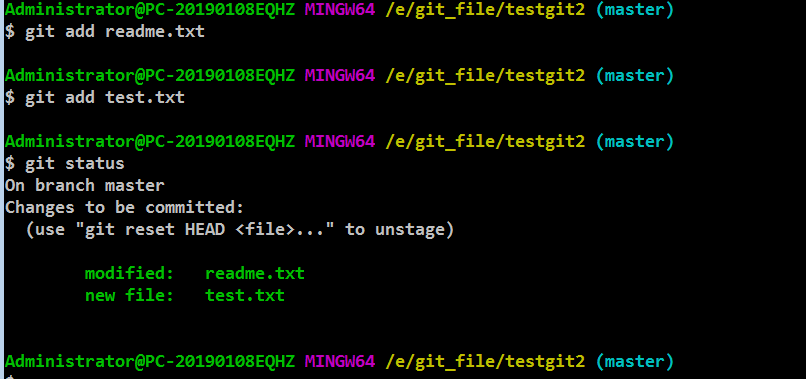 Administrator@PC-20190108EQHZ MINGW64 /e/git_file/testgit2 (master)
$ git add readme.txt
Administrator@PC-20190108EQHZ MINGW64 /e/git_file/testgit2 (master)
$ git add test.txt
Administrator@PC-20190108EQHZ MINGW64 /e/git_file/testgit2 (master)
$ git status
On branch master
Changes to be committed:
  (use "git reset HEAD <file>..." to unstage)
        modified:   readme.txt
        new file:   test.txt
Administrator@PC-20190108EQHZ MINGW64 /e/git_file/testgit2 (master)